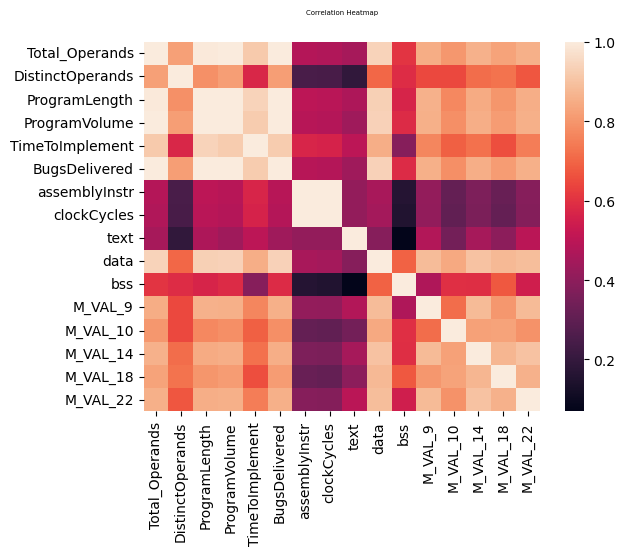 Correlation Heatmap
Total_Operands
DistinctOperands
ProgramLength
ProgramVolume
TimeToImplement
BugsDelivered
assemblyInstr
clockCycles
text
data
bss
M_VAL_9
M_VAL_10
M_VAL_14
M_VAL_18
M_VAL_22
Total_Operands
DistinctOperands
ProgramLength
ProgramVolume
TimeToImplement
BugsDelivered
assemblyInstr
clockCycles
text
data
bss
M_VAL_9
M_VAL_10
M_VAL_14
M_VAL_18
M_VAL_22
1.0
0.8
0.6
0.4
0.2